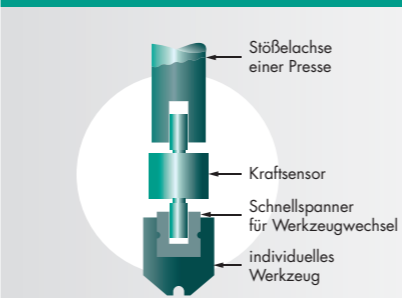 Stößelachse
einer Presse
Kraftsensor
Schnellspanner
für Werkzeugwechsel
individuelles
Werkzeug